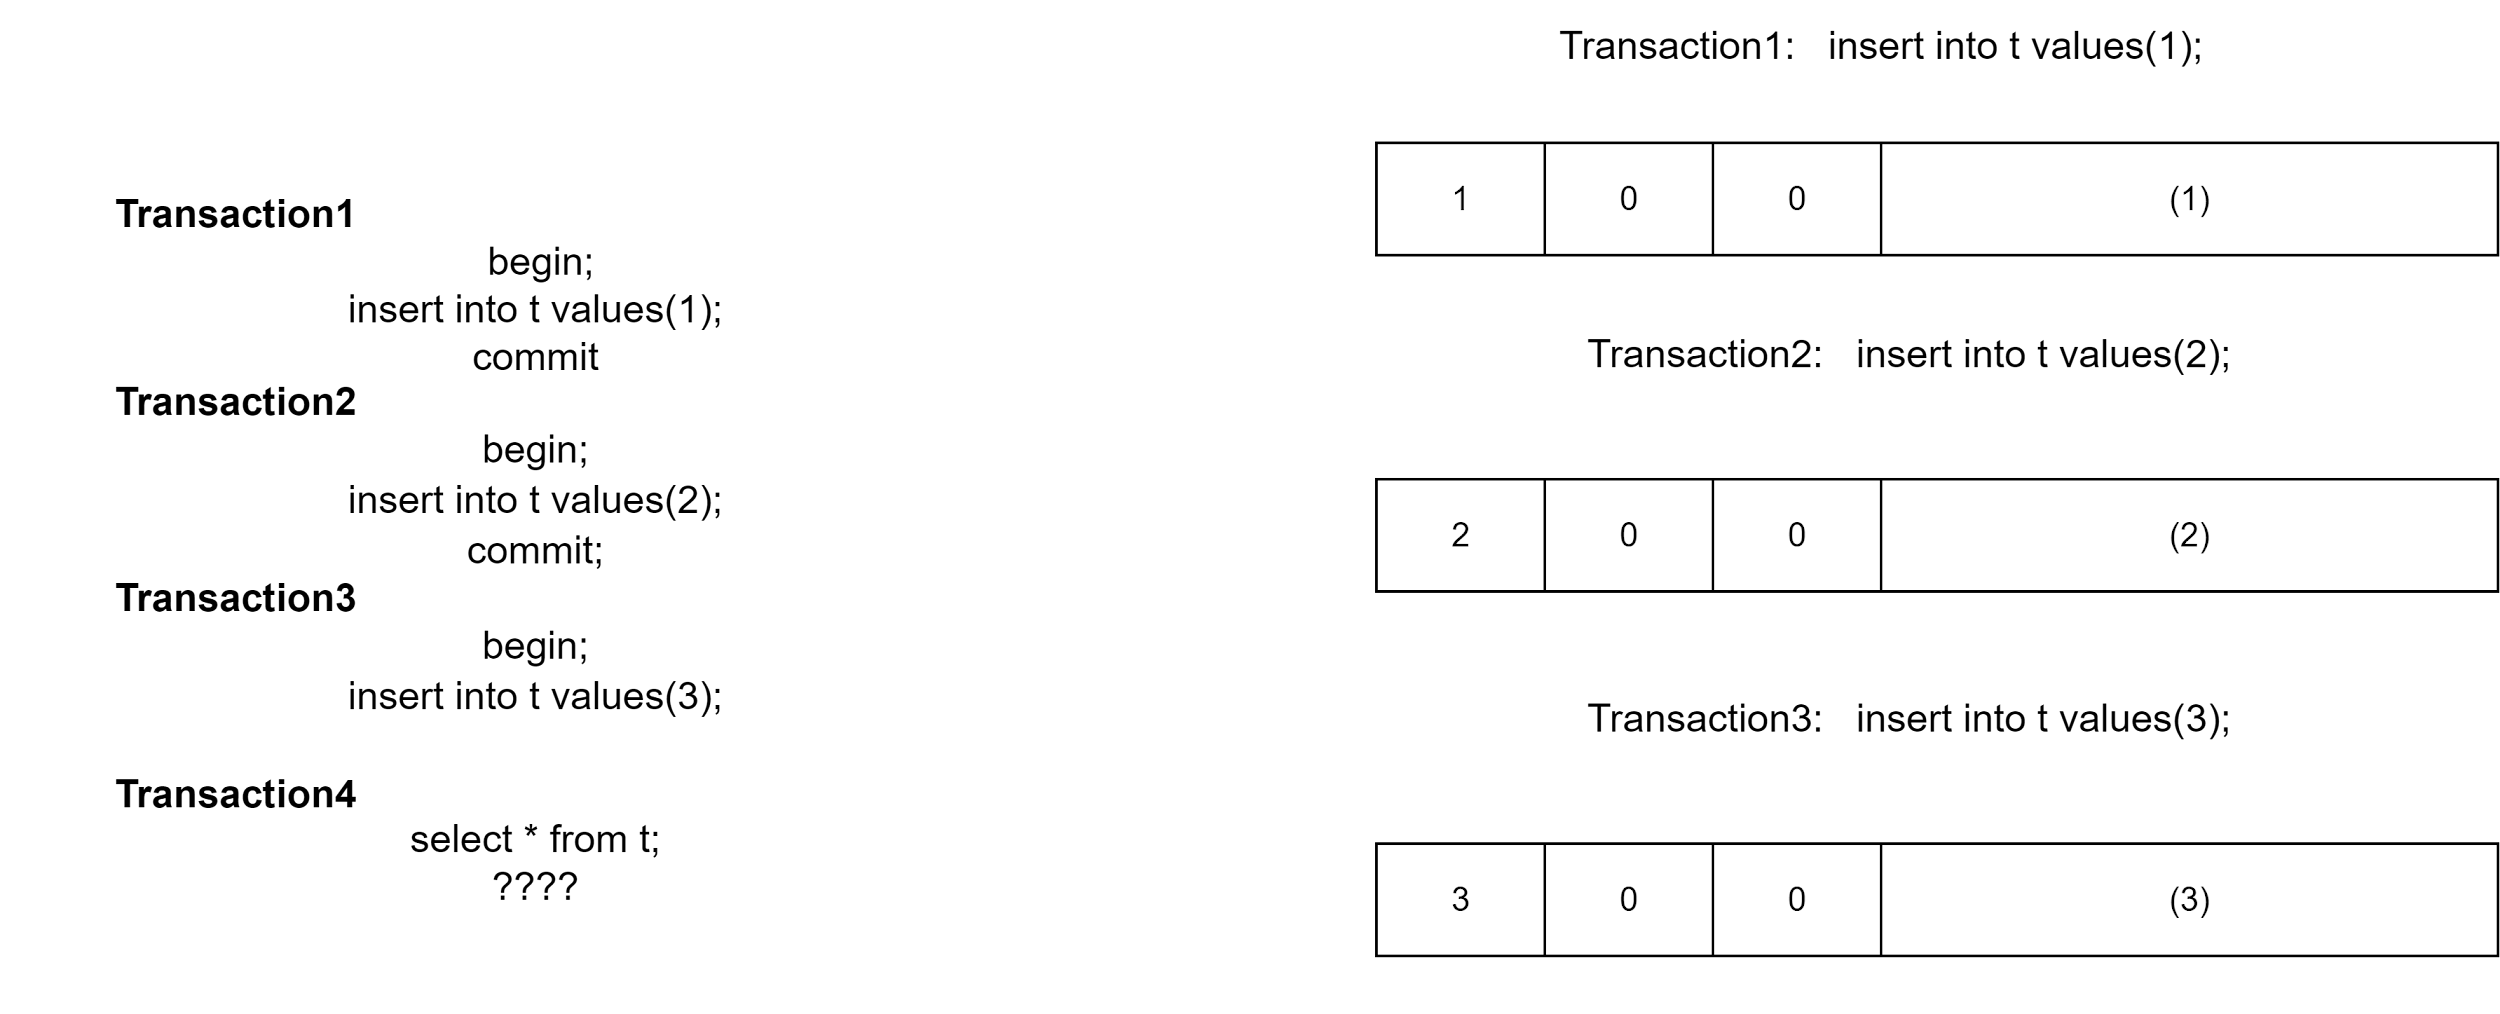 Transaction1
begin;
insert into t values(1);
commit
Transaction2
begin;
insert into t values(2);
commit;
Transaction3
begin;
insert into t values(3);
Transaction4
select * from t;
????
Transaction1:   insert into t values(1);
1 0 0 (1)
Transaction2:   insert into t values(2);
2 0 0 (2)
Transaction3:   insert into t values(3);
3 0 0 (3)